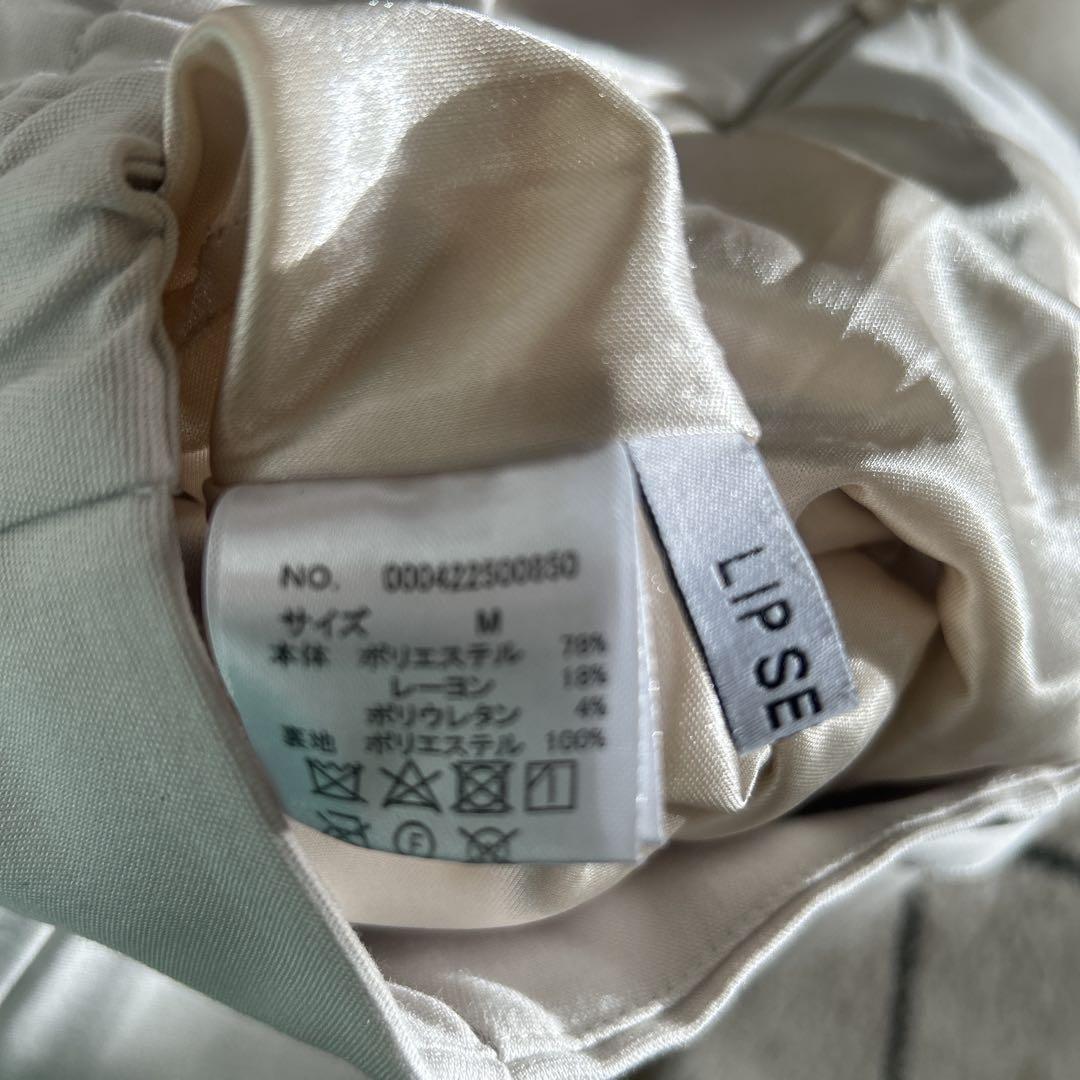 NO. 000422500850
サイズ M
本体 ポリエステル 78%
レーヨン 18%
ポリウレタン 4%
裏地 ポリエステル 100%
F
LIP SE